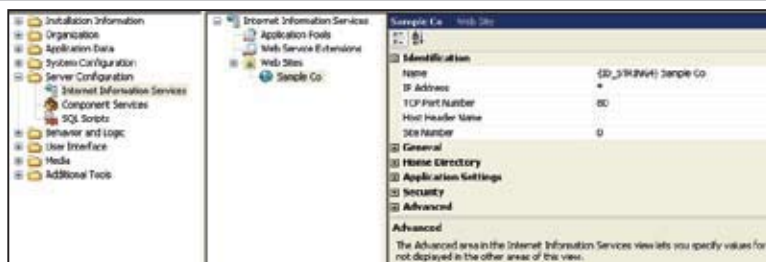 Installation Information
Organization
Application Data
System Configuration
Server Configuration
Internet Information Services
Component Services
SQL Scripts
Behavior and Logic
User Interface
Media
Additional Tools
Internet Information Services
Application Pools
Web Service Extensions
Web Sites
Sample Co
Sample Co Web Site
Identification
Name {ID_STRING4} Sample Co
IP Address *
TCP Port Number 80
Host Header Name
Site Number 0
General
Home Directory
Application Settings
Security
Advanced
Advanced
The Advanced area in the Internet Information Services view lets you specify values for
not displayed in the other areas of this view.